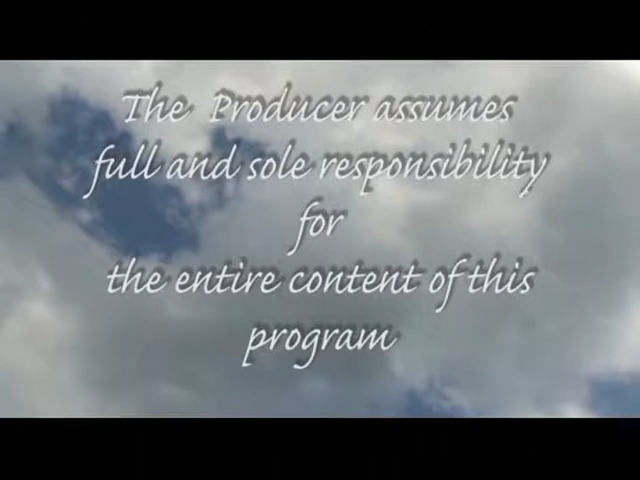 The Producer assumes
full and sole responsibility
for
the entire content of this
program